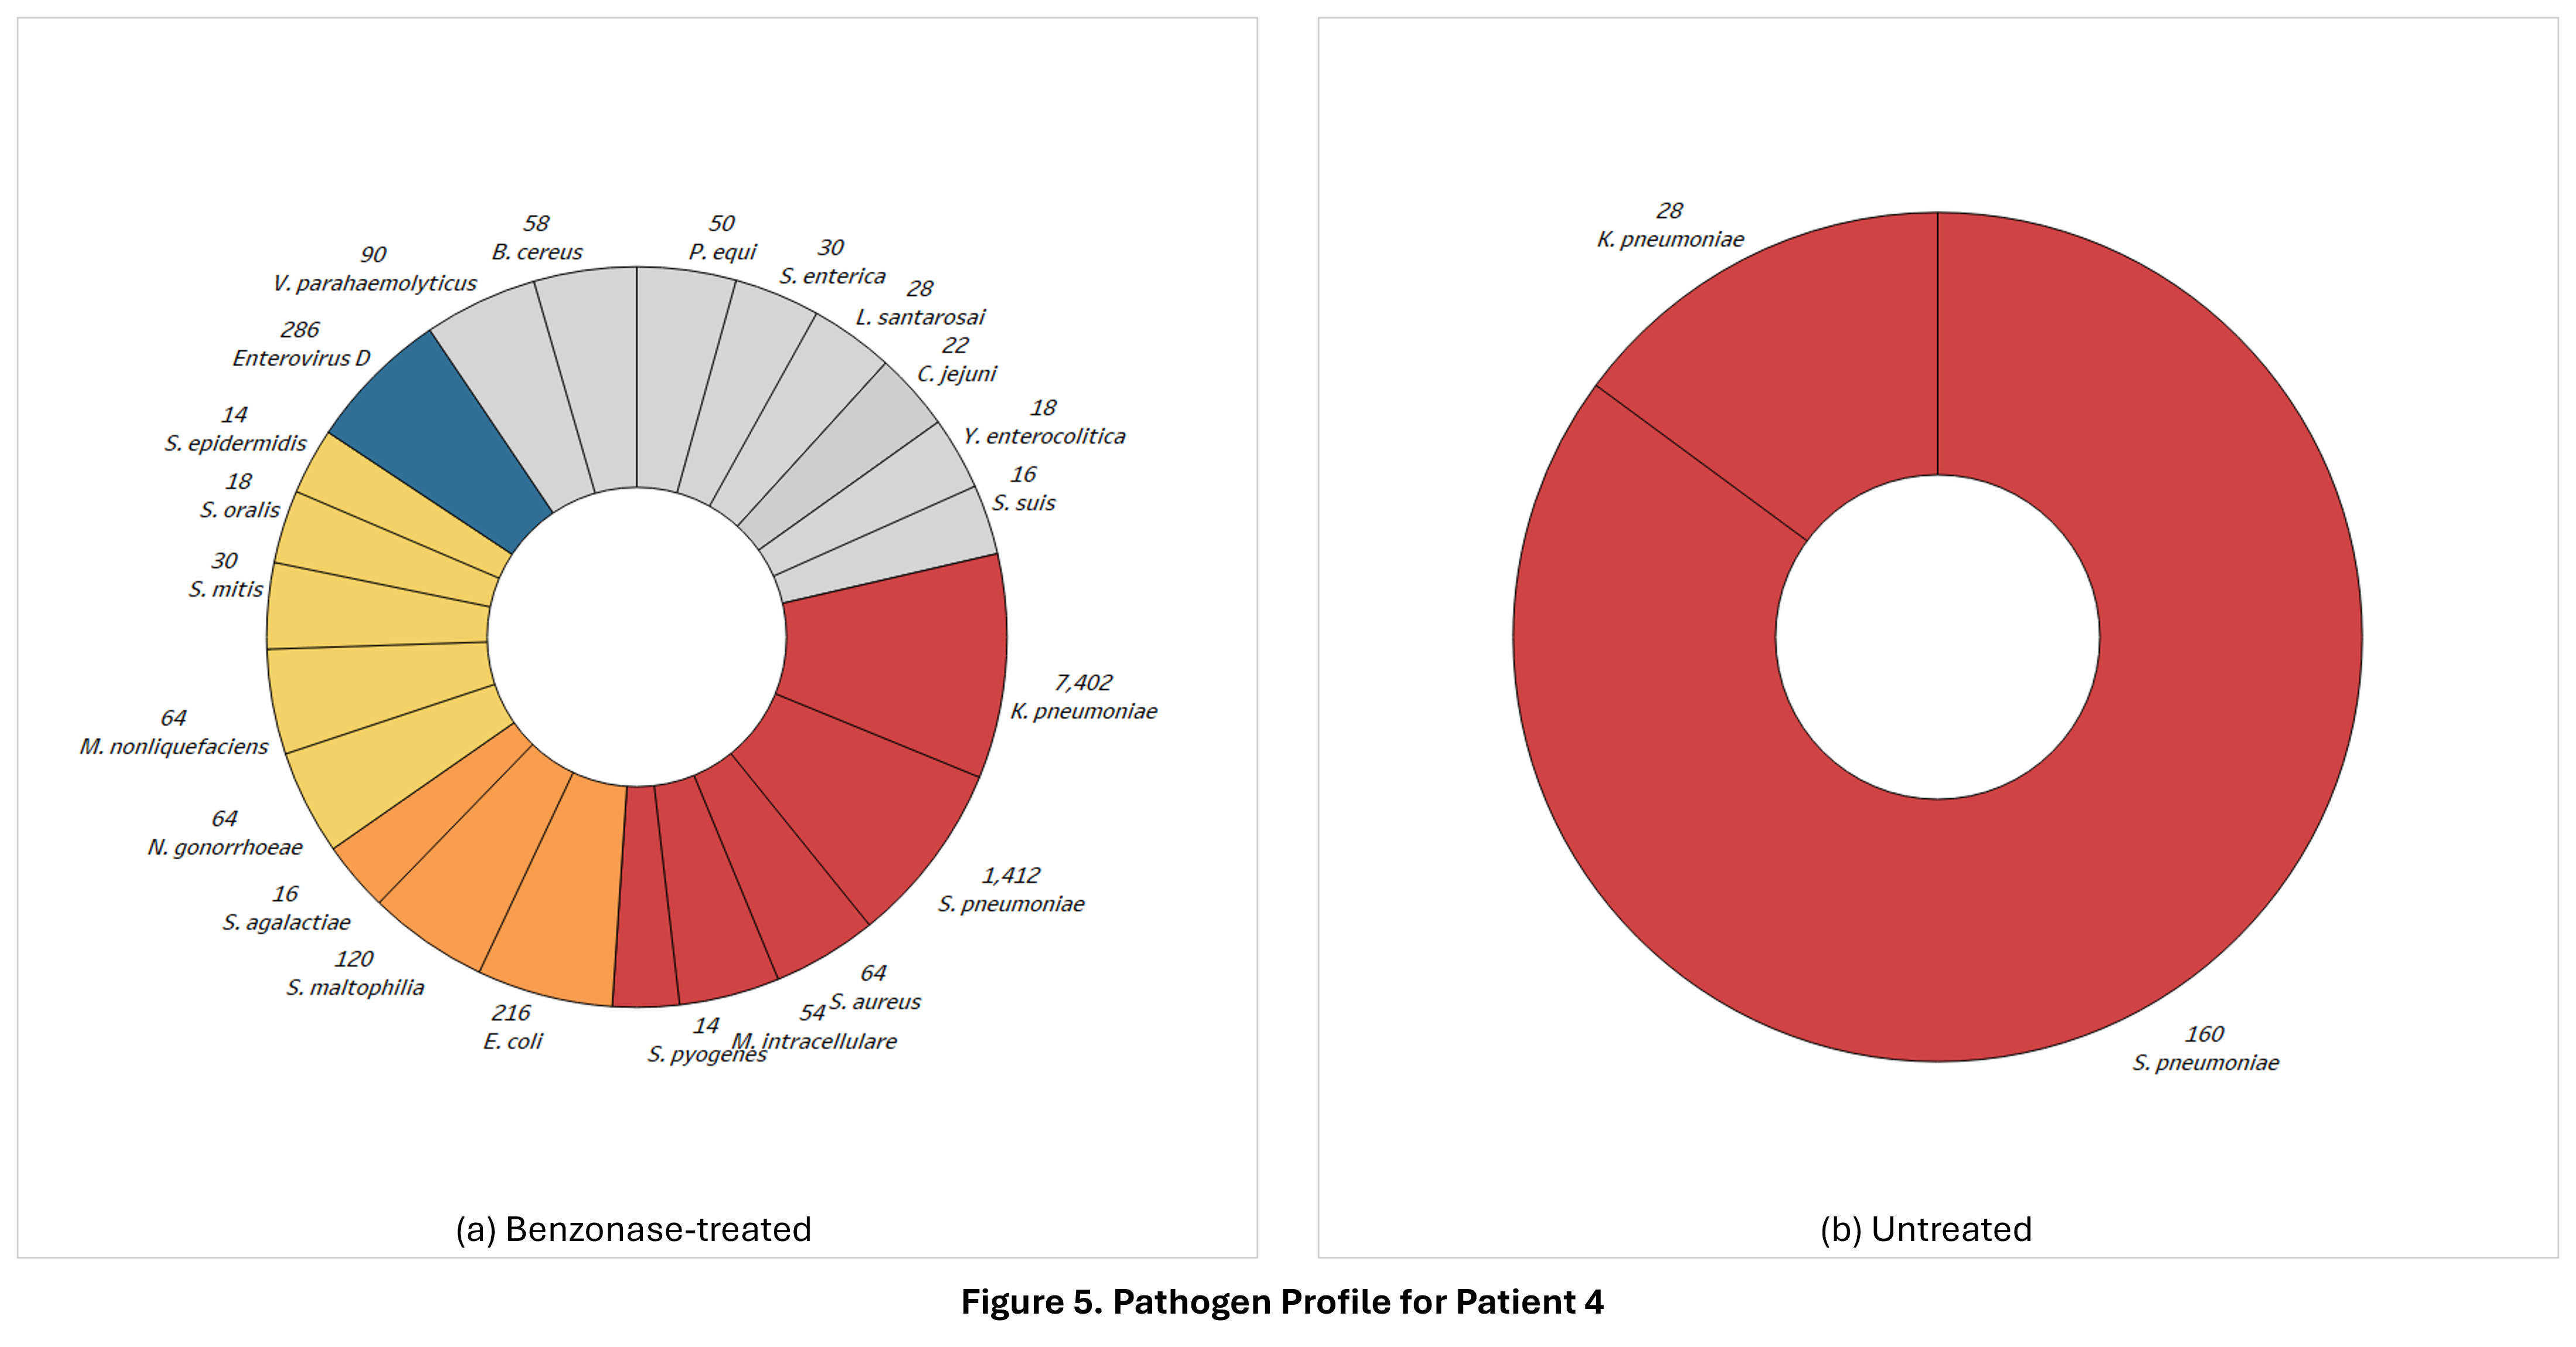 58
B. cereus
50
P. equi
30
S. enterica
28
L. santarosai
22
C. jejuni
18
Y. enterocolitica
16
S. suis
7,402
K. pneumoniae
1,412
S. pneumoniae
64
S. aureus
54
M. intracellulare
14
S. pyogenes
216
E. coli
120
S. maltophilia
16
S. agalactiae
64
N. gonorrhoeae
64
M. nonliquefaciens
30
S. mitis
18
S. oralis
14
S. epidermidis
286
Enterovirus D
90
V. parahaemolyticus
(a) Benzonase-treated
28
K. pneumoniae
160
S. pneumoniae
(b) Untreated
Figure 5. Pathogen Profile for Patient 4